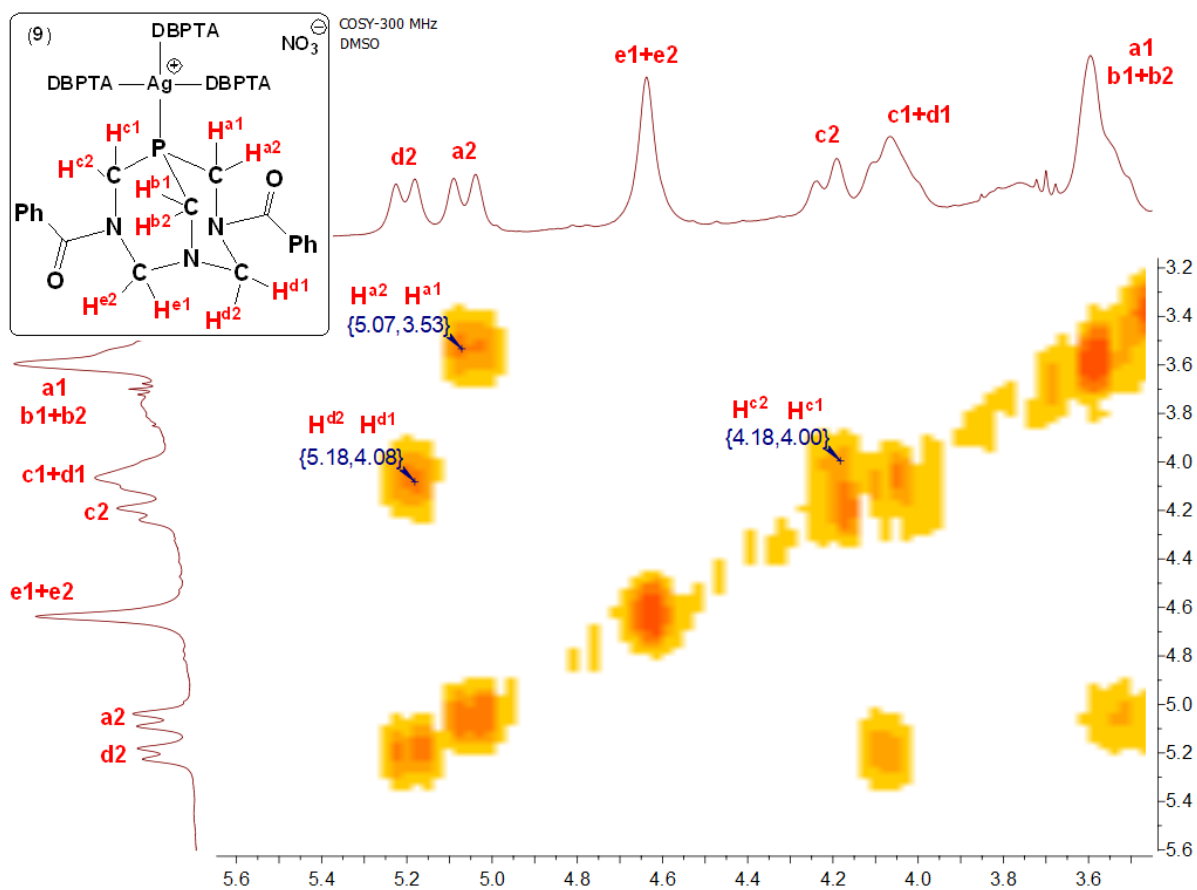 (9)
DBPTA
NO3⊖
COSY-300 MHz
DMSO
DBPTA—Ag⊕—DBPTA
Hc1
Ha1
Hc2
P
Ha2
C
C
Hb1
O
Ph
Hb2
C
N
N
Ph
O
N
C
C
Hd1
He2
He1
Hd2
d2
a2
e1+e2
c2
c1+d1
a1
b1+b2
a1
b1+b2
c1+d1
c2
e1+e2
a2
d2
Ha2 Ha1
{5.07,3.53}
Hd2 Hd1
{5.18,4.08}
Hc2 Hc1
{4.18,4.00}
3.2
3.4
3.6
3.8
4.0
4.2
4.4
4.6
4.8
5.0
5.2
5.4
5.6
5.6 5.4 5.2 5.0 4.8 4.6 4.4 4.2 4.0 3.8 3.6